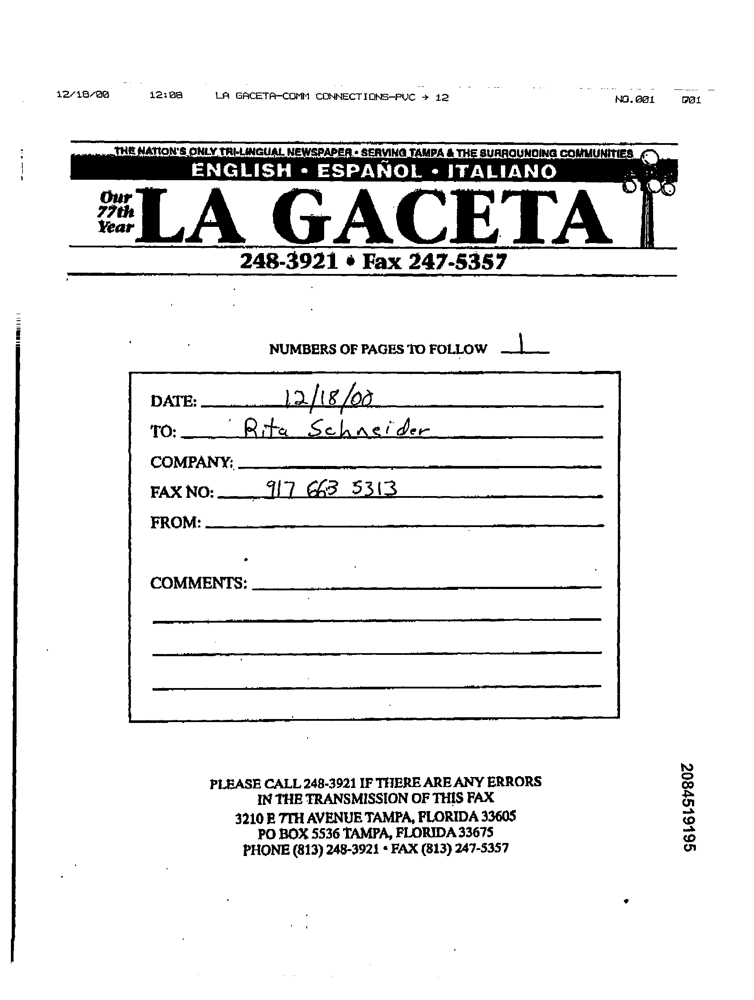 12/18/00 12:08 LA GACETA-COMM CONNECTIONS-PVC → 12 NO.001 D01
THE NATION'S ONLY TRI-LINGUAL NEWSPAPER • SERVING TAMPA & THE SURROUNDING COMMUNITIES
ENGLISH • ESPAÑOL • ITALIANO
Our
77th
Year
LA GACETA
248-3921 • Fax 247-5357
NUMBERS OF PAGES TO FOLLOW 1
DATE: 12/18/00
TO: Rita Schneider
COMPANY:
FAX NO: 917 663 5313
FROM:
COMMENTS:
PLEASE CALL 248-3921 IF THERE ARE ANY ERRORS
IN THE TRANSMISSION OF THIS FAX
3210 E 7TH AVENUE TAMPA, FLORIDA 33605
PO BOX 5536 TAMPA, FLORIDA 33675
PHONE (813) 248-3921 • FAX (813) 247-5357
2084519195